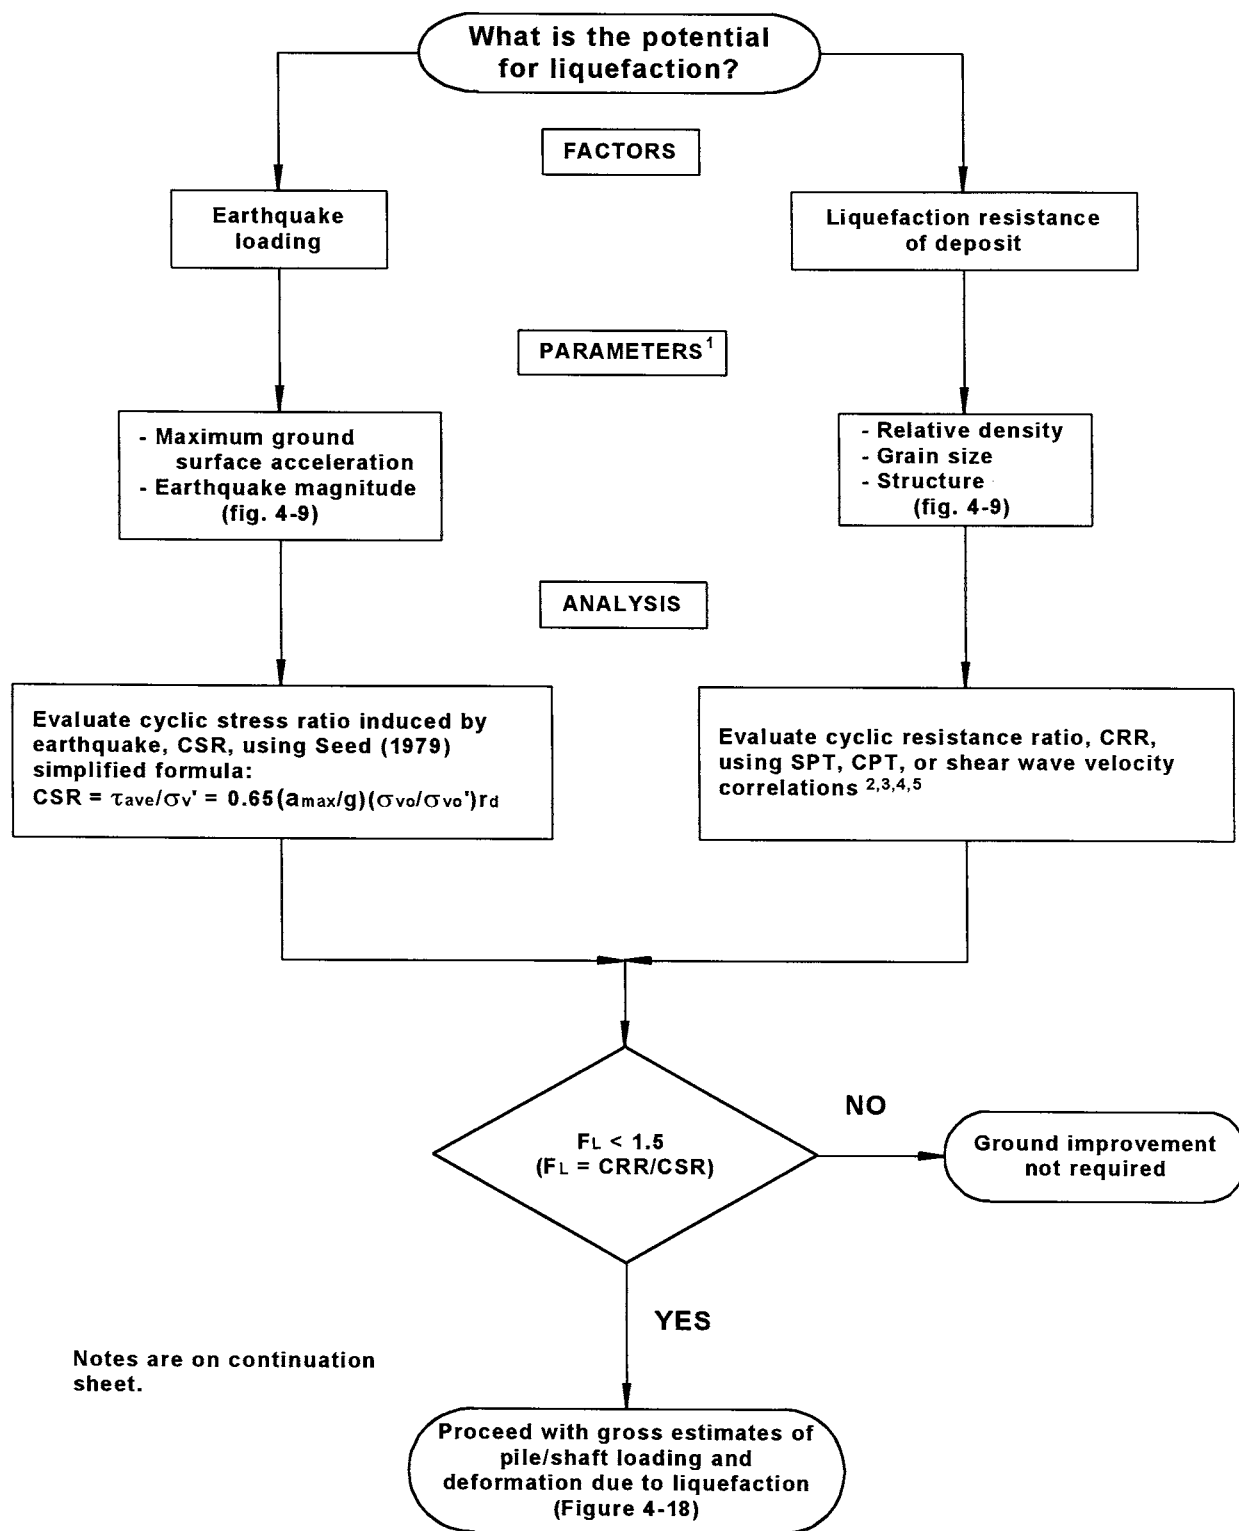 What is the potential
for liquefaction?
FACTORS
Earthquake
loading
Liquefaction resistance
of deposit
PARAMETERS¹
- Maximum ground
surface acceleration
- Earthquake magnitude
(fig. 4-9)
- Relative density
- Grain size
- Structure
(fig. 4-9)
ANALYSIS
Evaluate cyclic stress ratio induced by
earthquake, CSR, using Seed (1979)
simplified formula:
CSR = τave/σv' = 0.65(amax/g)(σvo/σvo')rd
Evaluate cyclic resistance ratio, CRR,
using SPT, CPT, or shear wave velocity
correlations 2,3,4,5
FL < 1.5
(FL = CRR/CSR)
NO
Ground improvement
not required
YES
Notes are on continuation
sheet.
Proceed with gross estimates of
pile/shaft loading and
deformation due to liquefaction
(Figure 4-18)